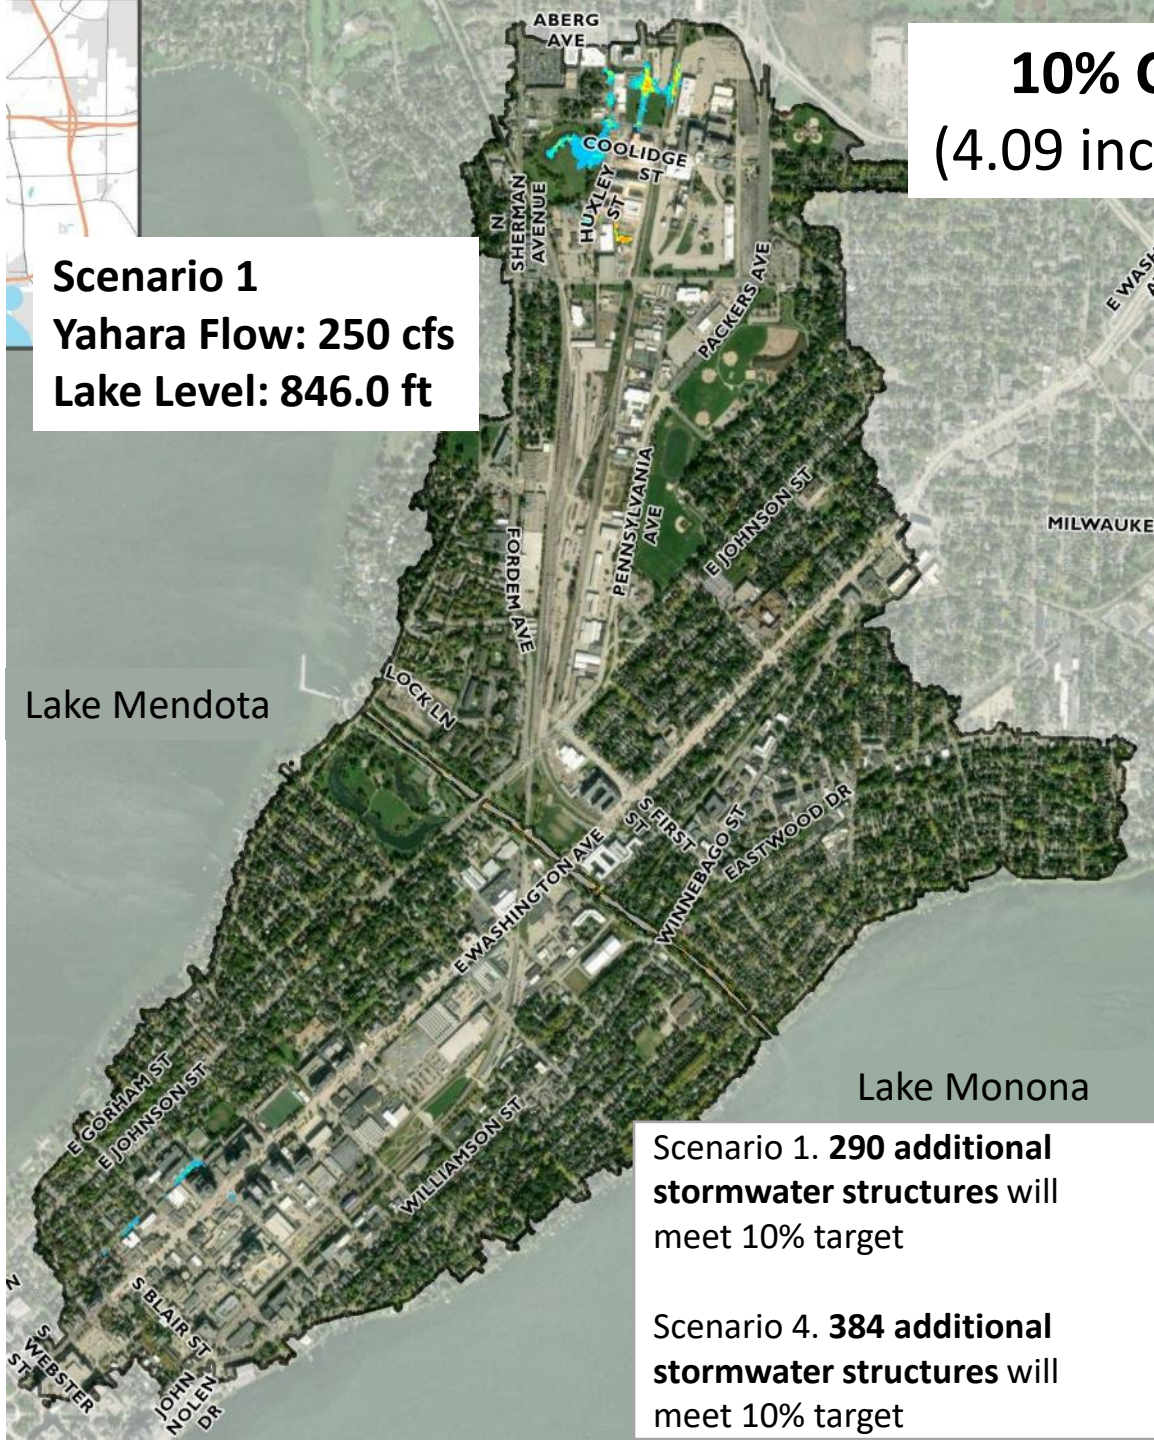 ABERG
AVE
10% C
(4.09 inc
COOLIDGE
ST
HUXLEY
ST
N
SHERMAN
AVENUE
Scenario 1
Yahara Flow: 250 cfs
Lake Level: 846.0 ft
PACKERS AVE
E WASH
A
PENNSYLVANIA
AVE
E JOHNSON ST
MILWAUKE
FORDEM AVE
LOCK LN
Lake Mendota
S FIRST
ST
WINNEBAGO ST
EASTWOOD DR
E WASHINGTON AVE
E GORHAM ST
E JOHNSON ST
WILLIAMSON ST
Lake Monona
Scenario 1. 290 additional
stormwater structures will
meet 10% target
Scenario 4. 384 additional
stormwater structures will
meet 10% target
N
S BLAIR ST
S
WEBSTER
ST
JOHN
NOLEN
DR